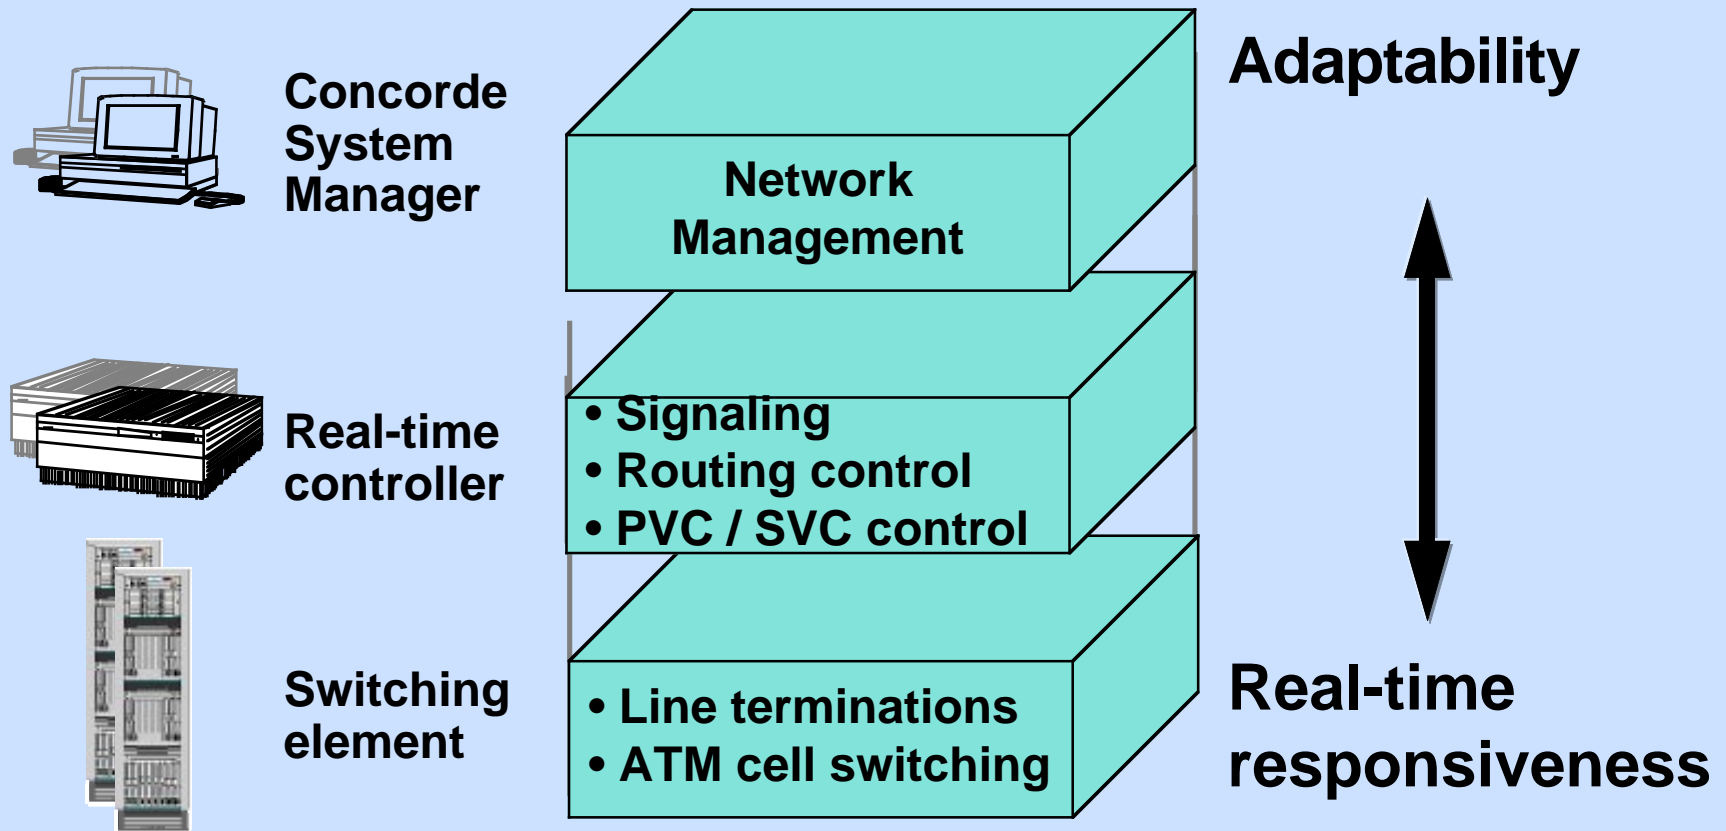 Concorde
System
Manager
Network
Management
Adaptability
Real-time
controller
• Signaling
• Routing control
• PVC / SVC control
Switching
element
• Line terminations
• ATM cell switching
Real-time
responsiveness